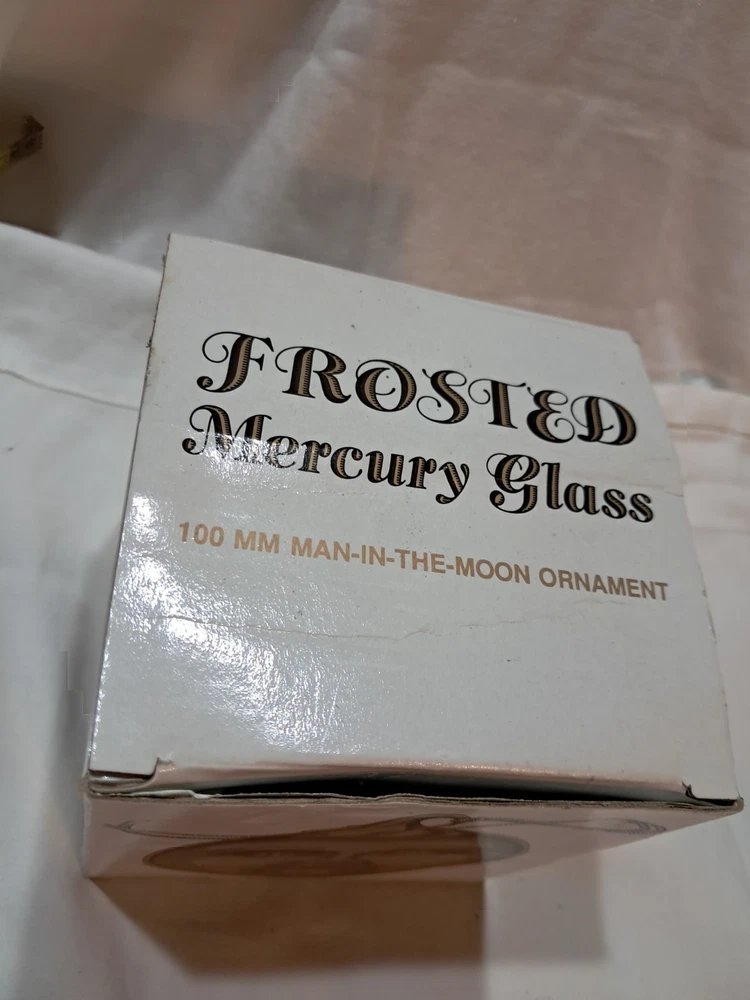 FROSTED
Mercury Glass
100 MM MAN-IN-THE-MOON ORNAMENT